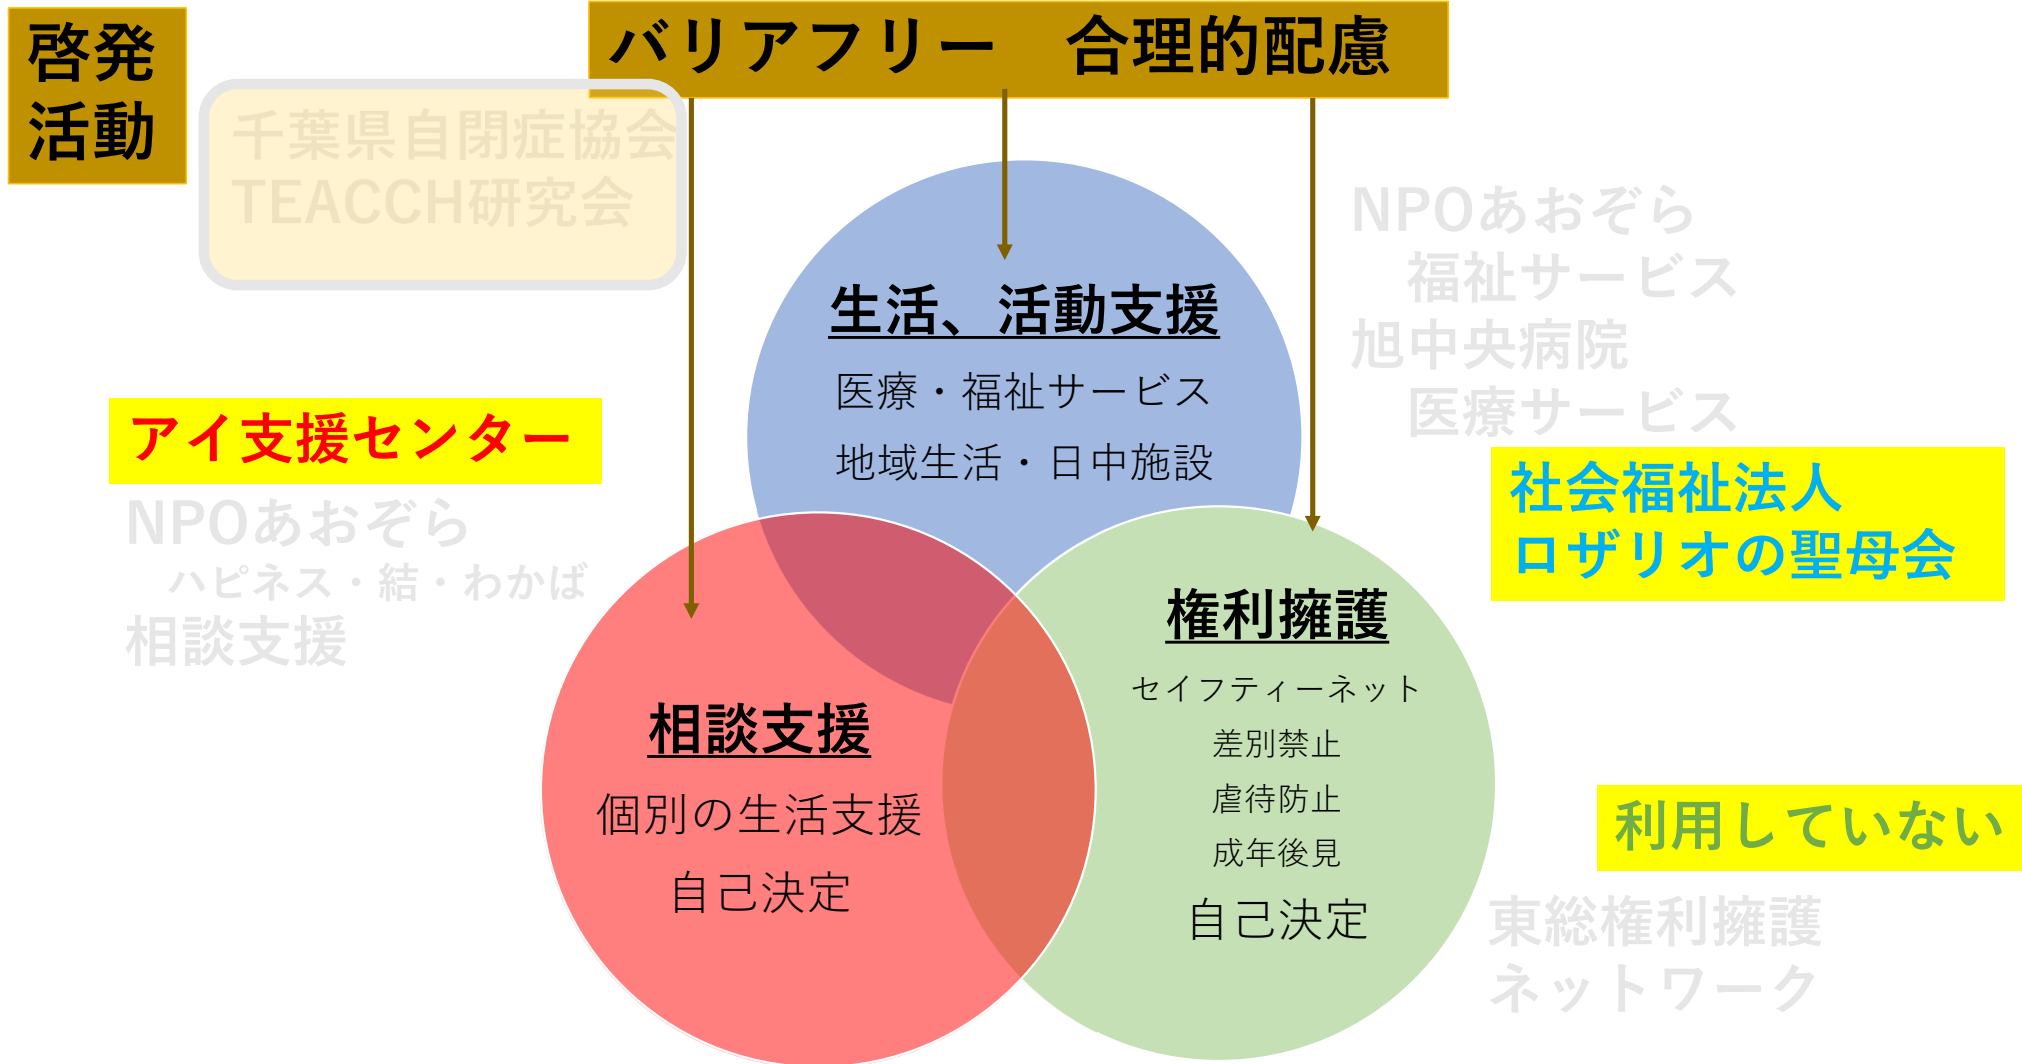 啓発
活動
バリアフリー　合理的配慮
千葉県自閉症協会
TEACCH研究会
NPOあおぞら
福祉サービス
旭中央病院
医療サービス
生活、活動支援
医療・福祉サービス
地域生活・日中施設
アイ支援センター
NPOあおぞら
ハピネス・結・わかば
相談支援
社会福祉法人
ロザリオの聖母会
相談支援
個別の生活支援
自己決定
権利擁護
セイフティーネット
差別禁止
虐待防止
成年後見
自己決定
利用していない
東総権利擁護
ネットワーク